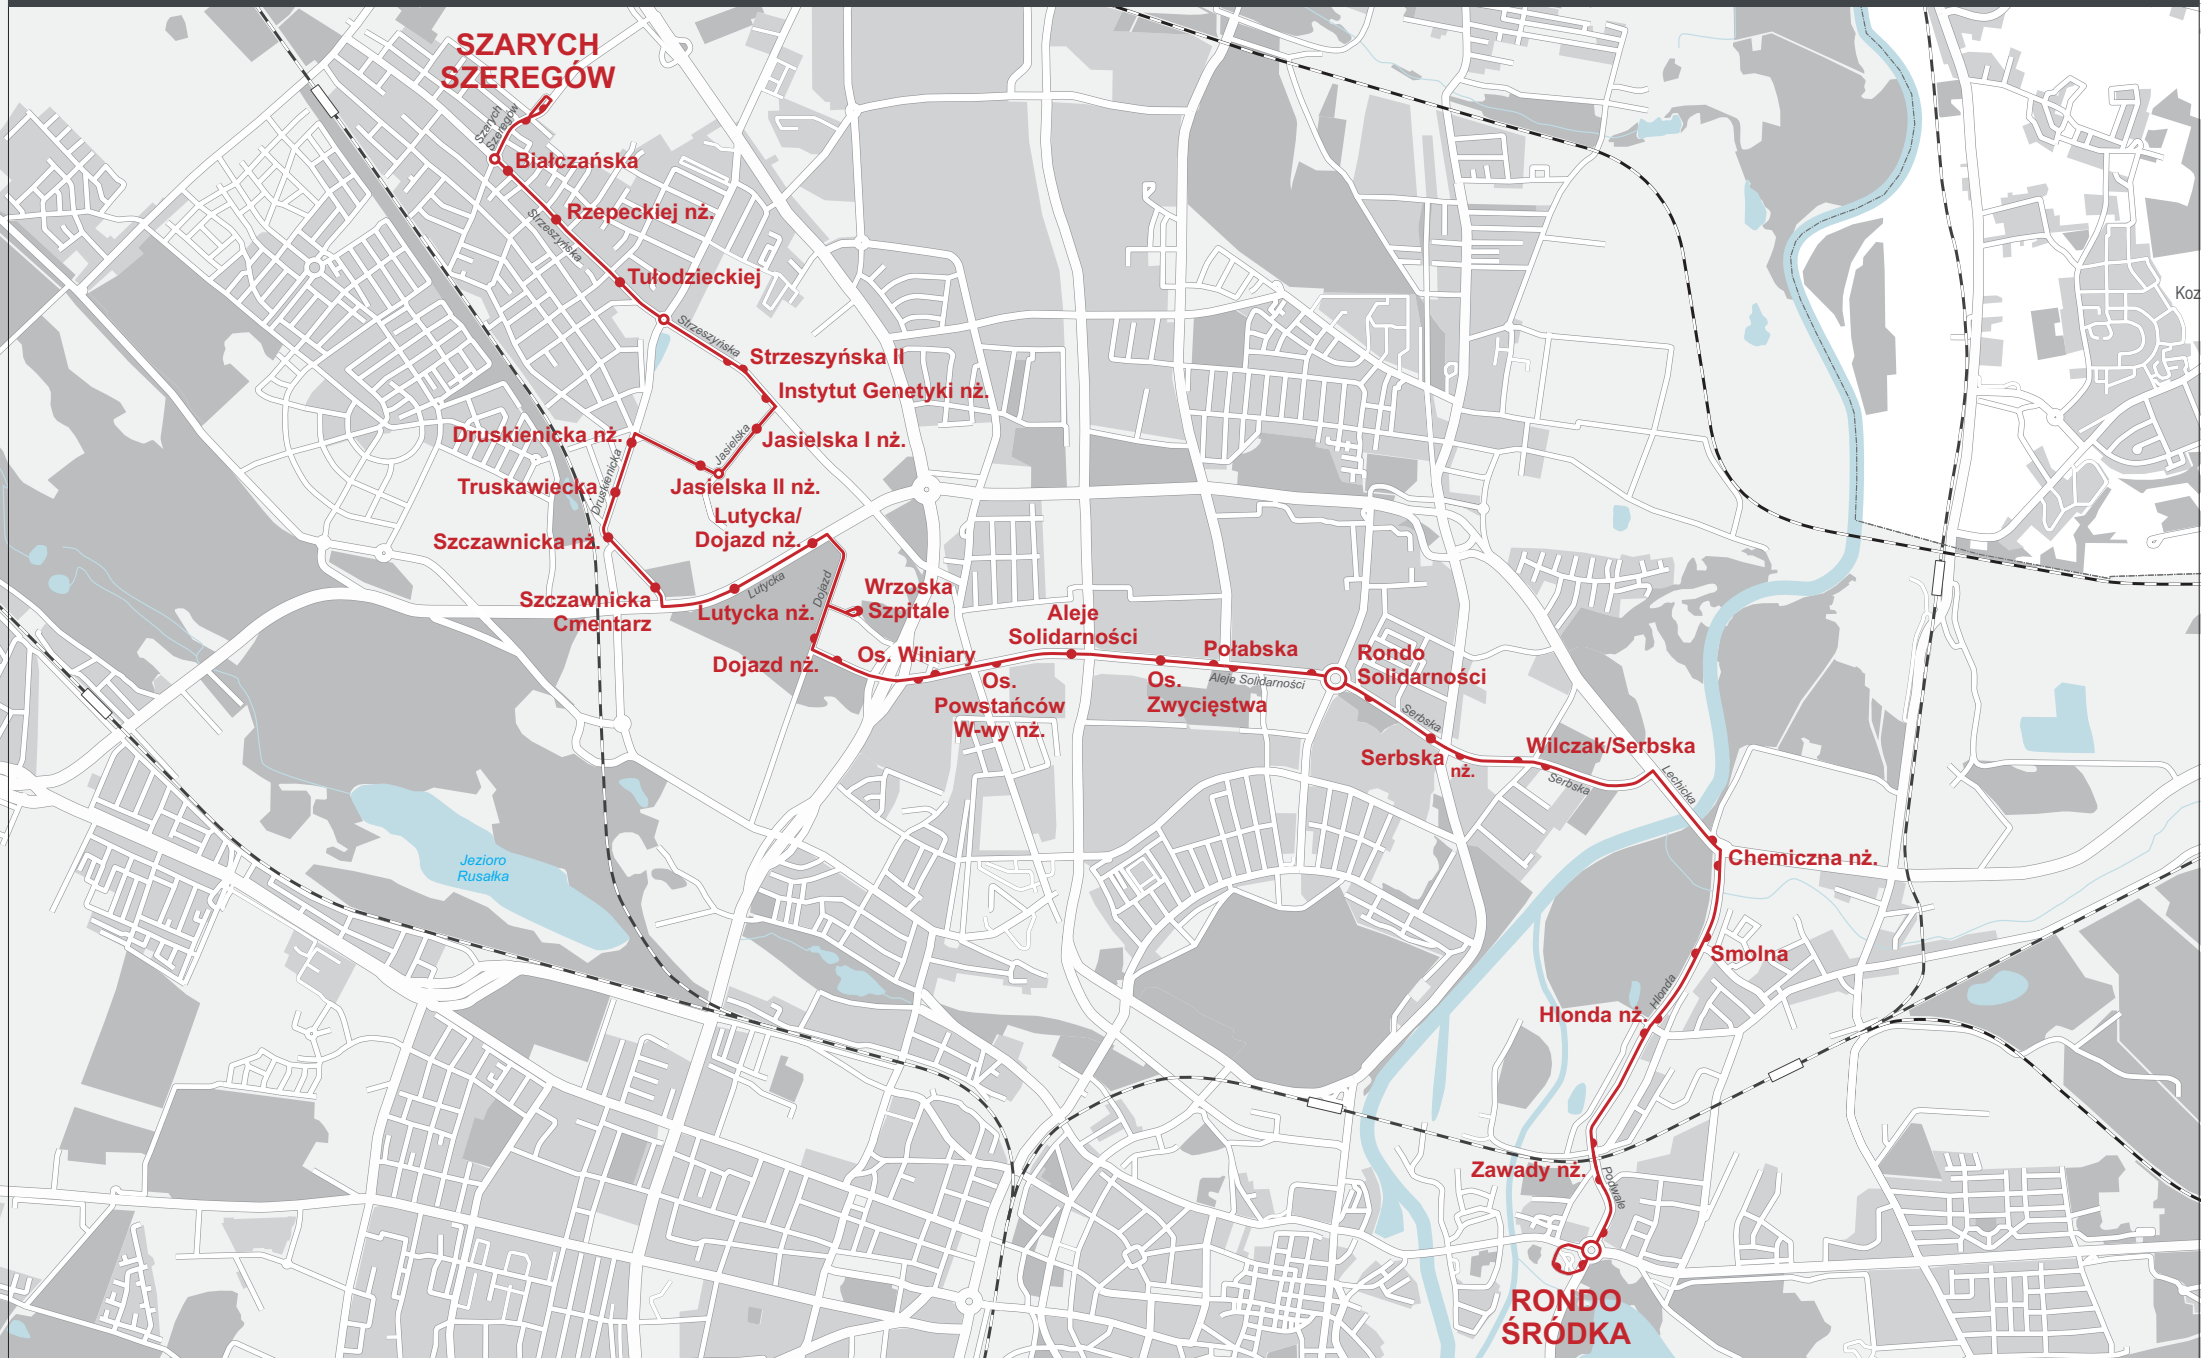 SZARYCH
SZEREGÓW
Szarych
Szeregów
Białczańska
Rzepeckiej nż.
Strzeszyńska
Tułodzieckiej
Koz
Strzeszyńska
Strzeszyńska II
Instytut Genetyki nż.
Druskienicka nż.
Jasielska
Jasielska I nż.
Druskienicka
Truskawiecka
Jasielska II nż.
Lutycka/
Dojazd nż.
Szczawnicka nż.
Szczawnicka
Cmentarz
Lutycka
Lutycka nż.
Dojazd
Wrzoska
Szpitale
Dojazd nż.
Os. Winiary
Os.
Powstańców
W-wy nż.
Aleje
Solidarności
Os.
Zwycięstwa
Połabska
Aleje Solidarności
Rondo
Solidarności
Serbska
Serbska nż.
Wilczak/Serbska
Serbska
Lechicka
Chemiczna nż.
Jezioro
Rusałka
Smolna
Hlonda
Hlonda nż.
Zawady nż.
Podwale
RONDO
ŚRÓDKA